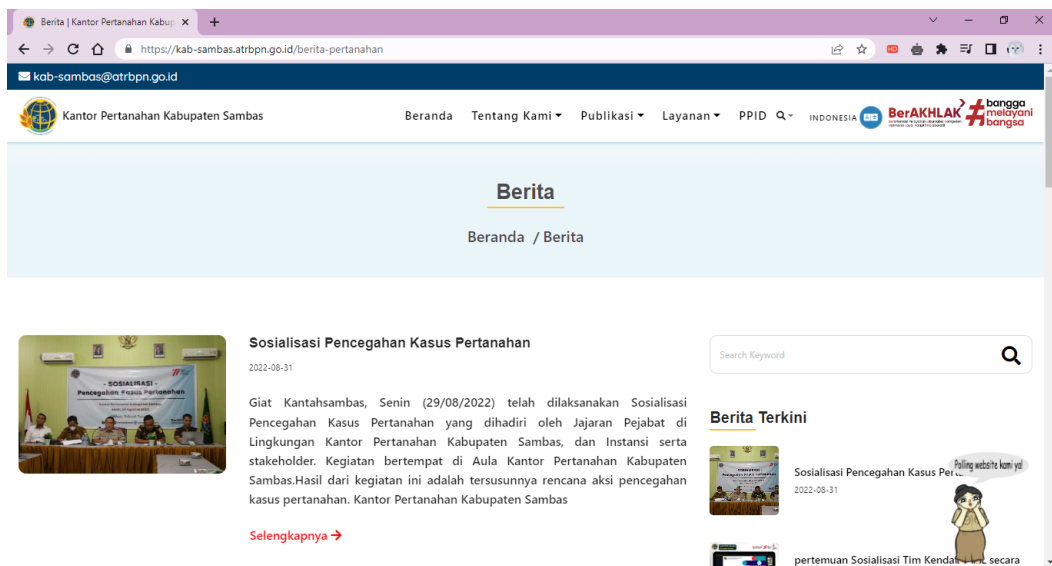 Berita | Kantor Pertanahan Kabup
https://kab-sambas.atrbpn.go.id/berita-pertanahan
kab-sambas@atrbpn.go.id
Kantor Pertanahan Kabupaten Sambas
Beranda Tentang Kami Publikasi Layanan PPID INDONESIA BerAKHLAK # bangga melayani bangsa
Berita
Beranda / Berita
- SOSIALISASI -
Pencegahan Kasus Pertanahan
Sosialisasi Pencegahan Kasus Pertanahan
2022-08-31
Giat Kantahsambas, Senin (29/08/2022) telah dilaksanakan Sosialisasi
Pencegahan Kasus Pertanahan yang dihadiri oleh Jajaran Pejabat di
Lingkungan Kantor Pertanahan Kabupaten Sambas, dan Instansi serta
stakeholder. Kegiatan bertempat di Aula Kantor Pertanahan Kabupaten
Sambas.Hasil dari kegiatan ini adalah tersusunnya rencana aksi pencegahan
kasus pertanahan. Kantor Pertanahan Kabupaten Sambas
Selengkapnya →
Search Keyword
Berita Terkini
Sosialisasi Pencegahan Kasus Per
2022-08-31
Polling website kami ya!
pertemuan Sosialisasi Tim Kendali secara